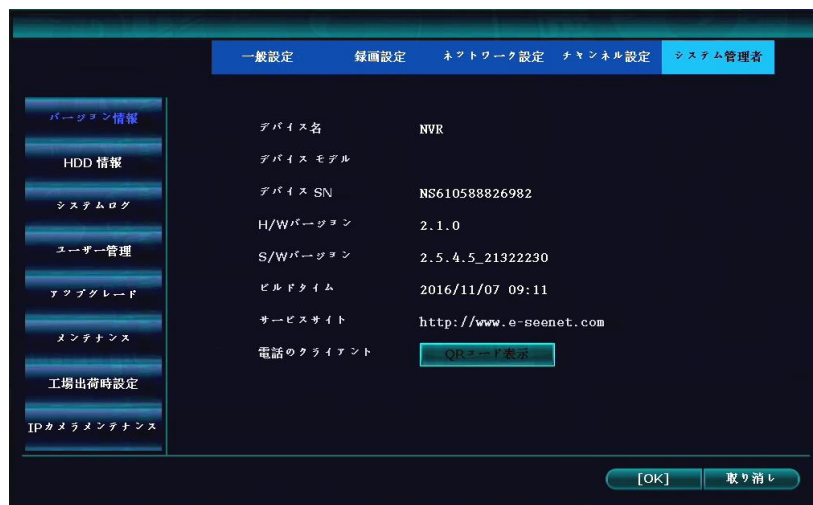 一般設定 録画設定 ネットワーク設定 チャンネル設定 システム管理者
バージョン情報
HDD 情報
システムログ
ユーザー管理
アップグレード
メンテナンス
工場出荷時設定
IPカメラメンテナンス
デバイス名 NVR
デバイス モデル
デバイス SN NS610588826982
H/Wバージョン 2.1.0
S/Wバージョン 2.5.4.5_21322230
ビルドタイム 2016/11/07 09:11
サービスサイト http://www.e-seenet.com
電話のクライアント QRコード表示
[OK] 取り消し